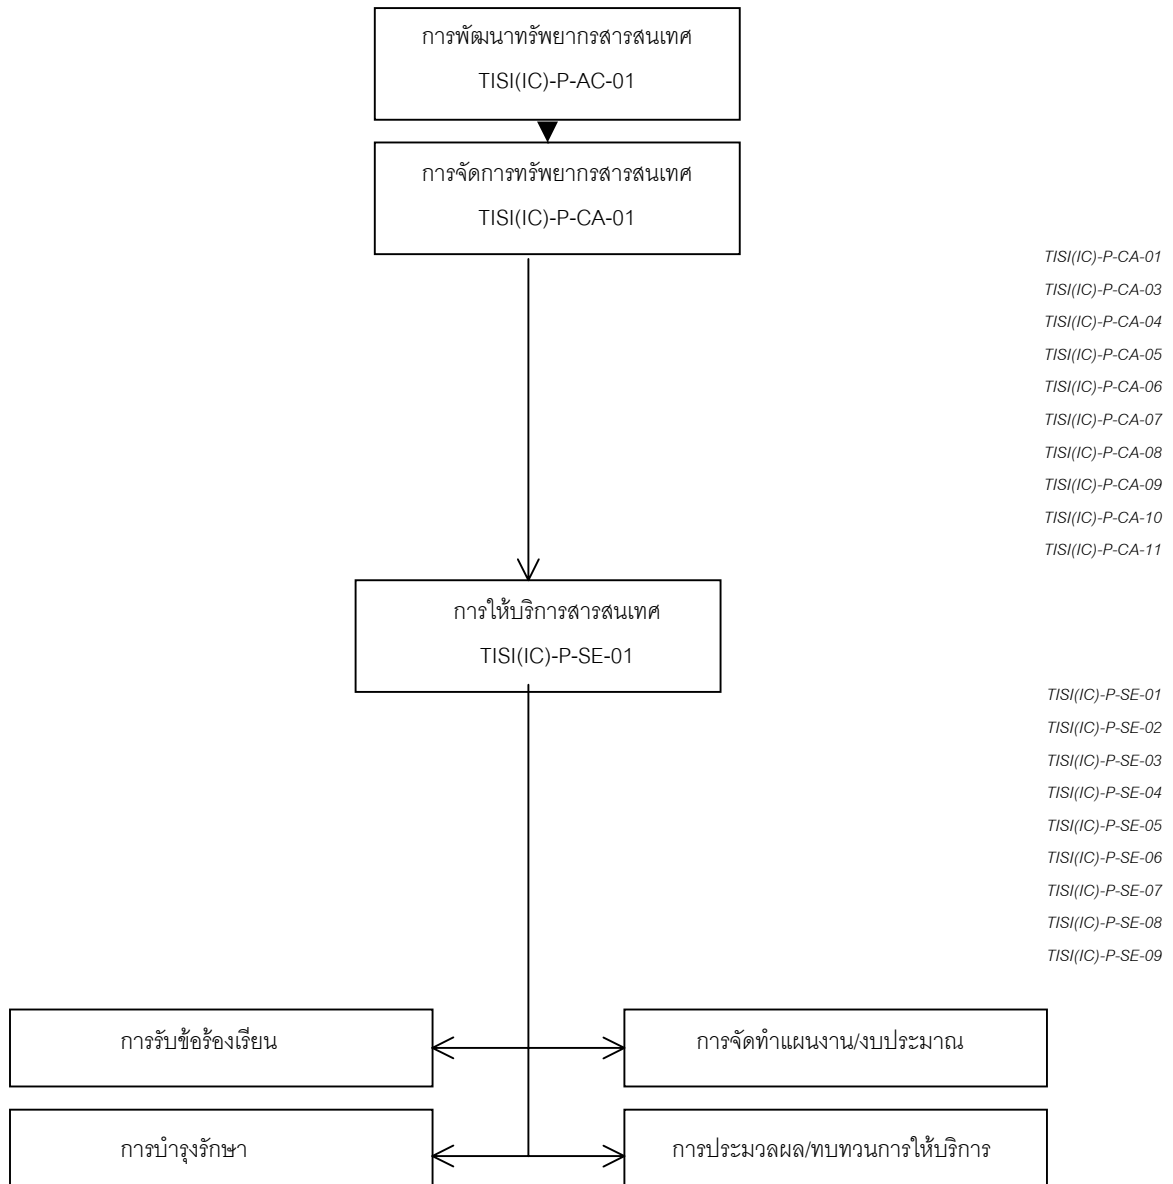 การพัฒนาทรัพยากรสารสนเทศ
TISI(IC)-P-AC-01
การจัดการทรัพยากรสารสนเทศ
TISI(IC)-P-CA-01
TISI(IC)-P-CA-01
TISI(IC)-P-CA-03
TISI(IC)-P-CA-04
TISI(IC)-P-CA-05
TISI(IC)-P-CA-06
TISI(IC)-P-CA-07
TISI(IC)-P-CA-08
TISI(IC)-P-CA-09
TISI(IC)-P-CA-10
TISI(IC)-P-CA-11
การให้บริการสารสนเทศ
TISI(IC)-P-SE-01
TISI(IC)-P-SE-01
TISI(IC)-P-SE-02
TISI(IC)-P-SE-03
TISI(IC)-P-SE-04
TISI(IC)-P-SE-05
TISI(IC)-P-SE-06
TISI(IC)-P-SE-07
TISI(IC)-P-SE-08
TISI(IC)-P-SE-09
การรับข้อร้องเรียน
การจัดทำแผนงาน/งบประมาณ
การบำรุงรักษา
การประมวลผล/ทบทวนการให้บริการ